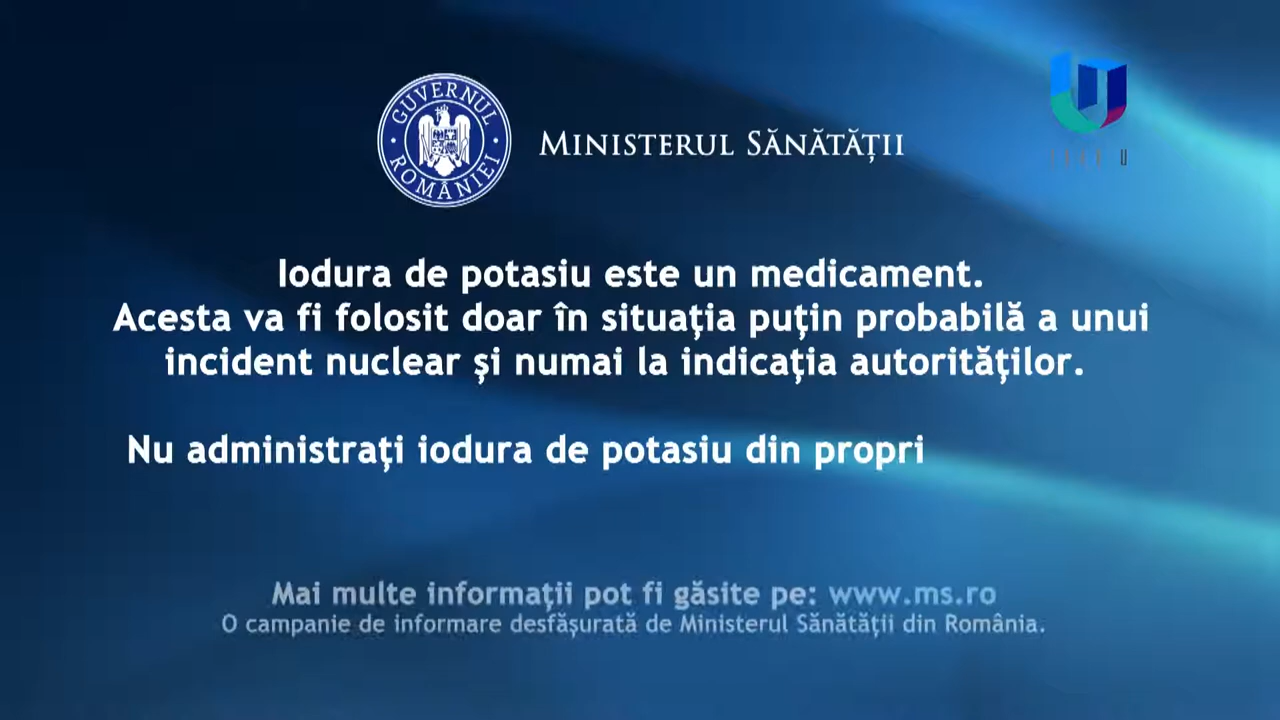 GUVERNUL ROMÂNIEI
MINISTERUL SĂNĂTĂȚII
U
Iodura de potasiu este un medicament.
Acesta va fi folosit doar în situația puțin probabilă a unui
incident nuclear și numai la indicația autorităților.
Nu administrați iodura de potasiu din propri
Mai multe informații pot fi găsite pe: www.ms.ro
O campanie de informare desfășurată de Ministerul Sănătății din România.